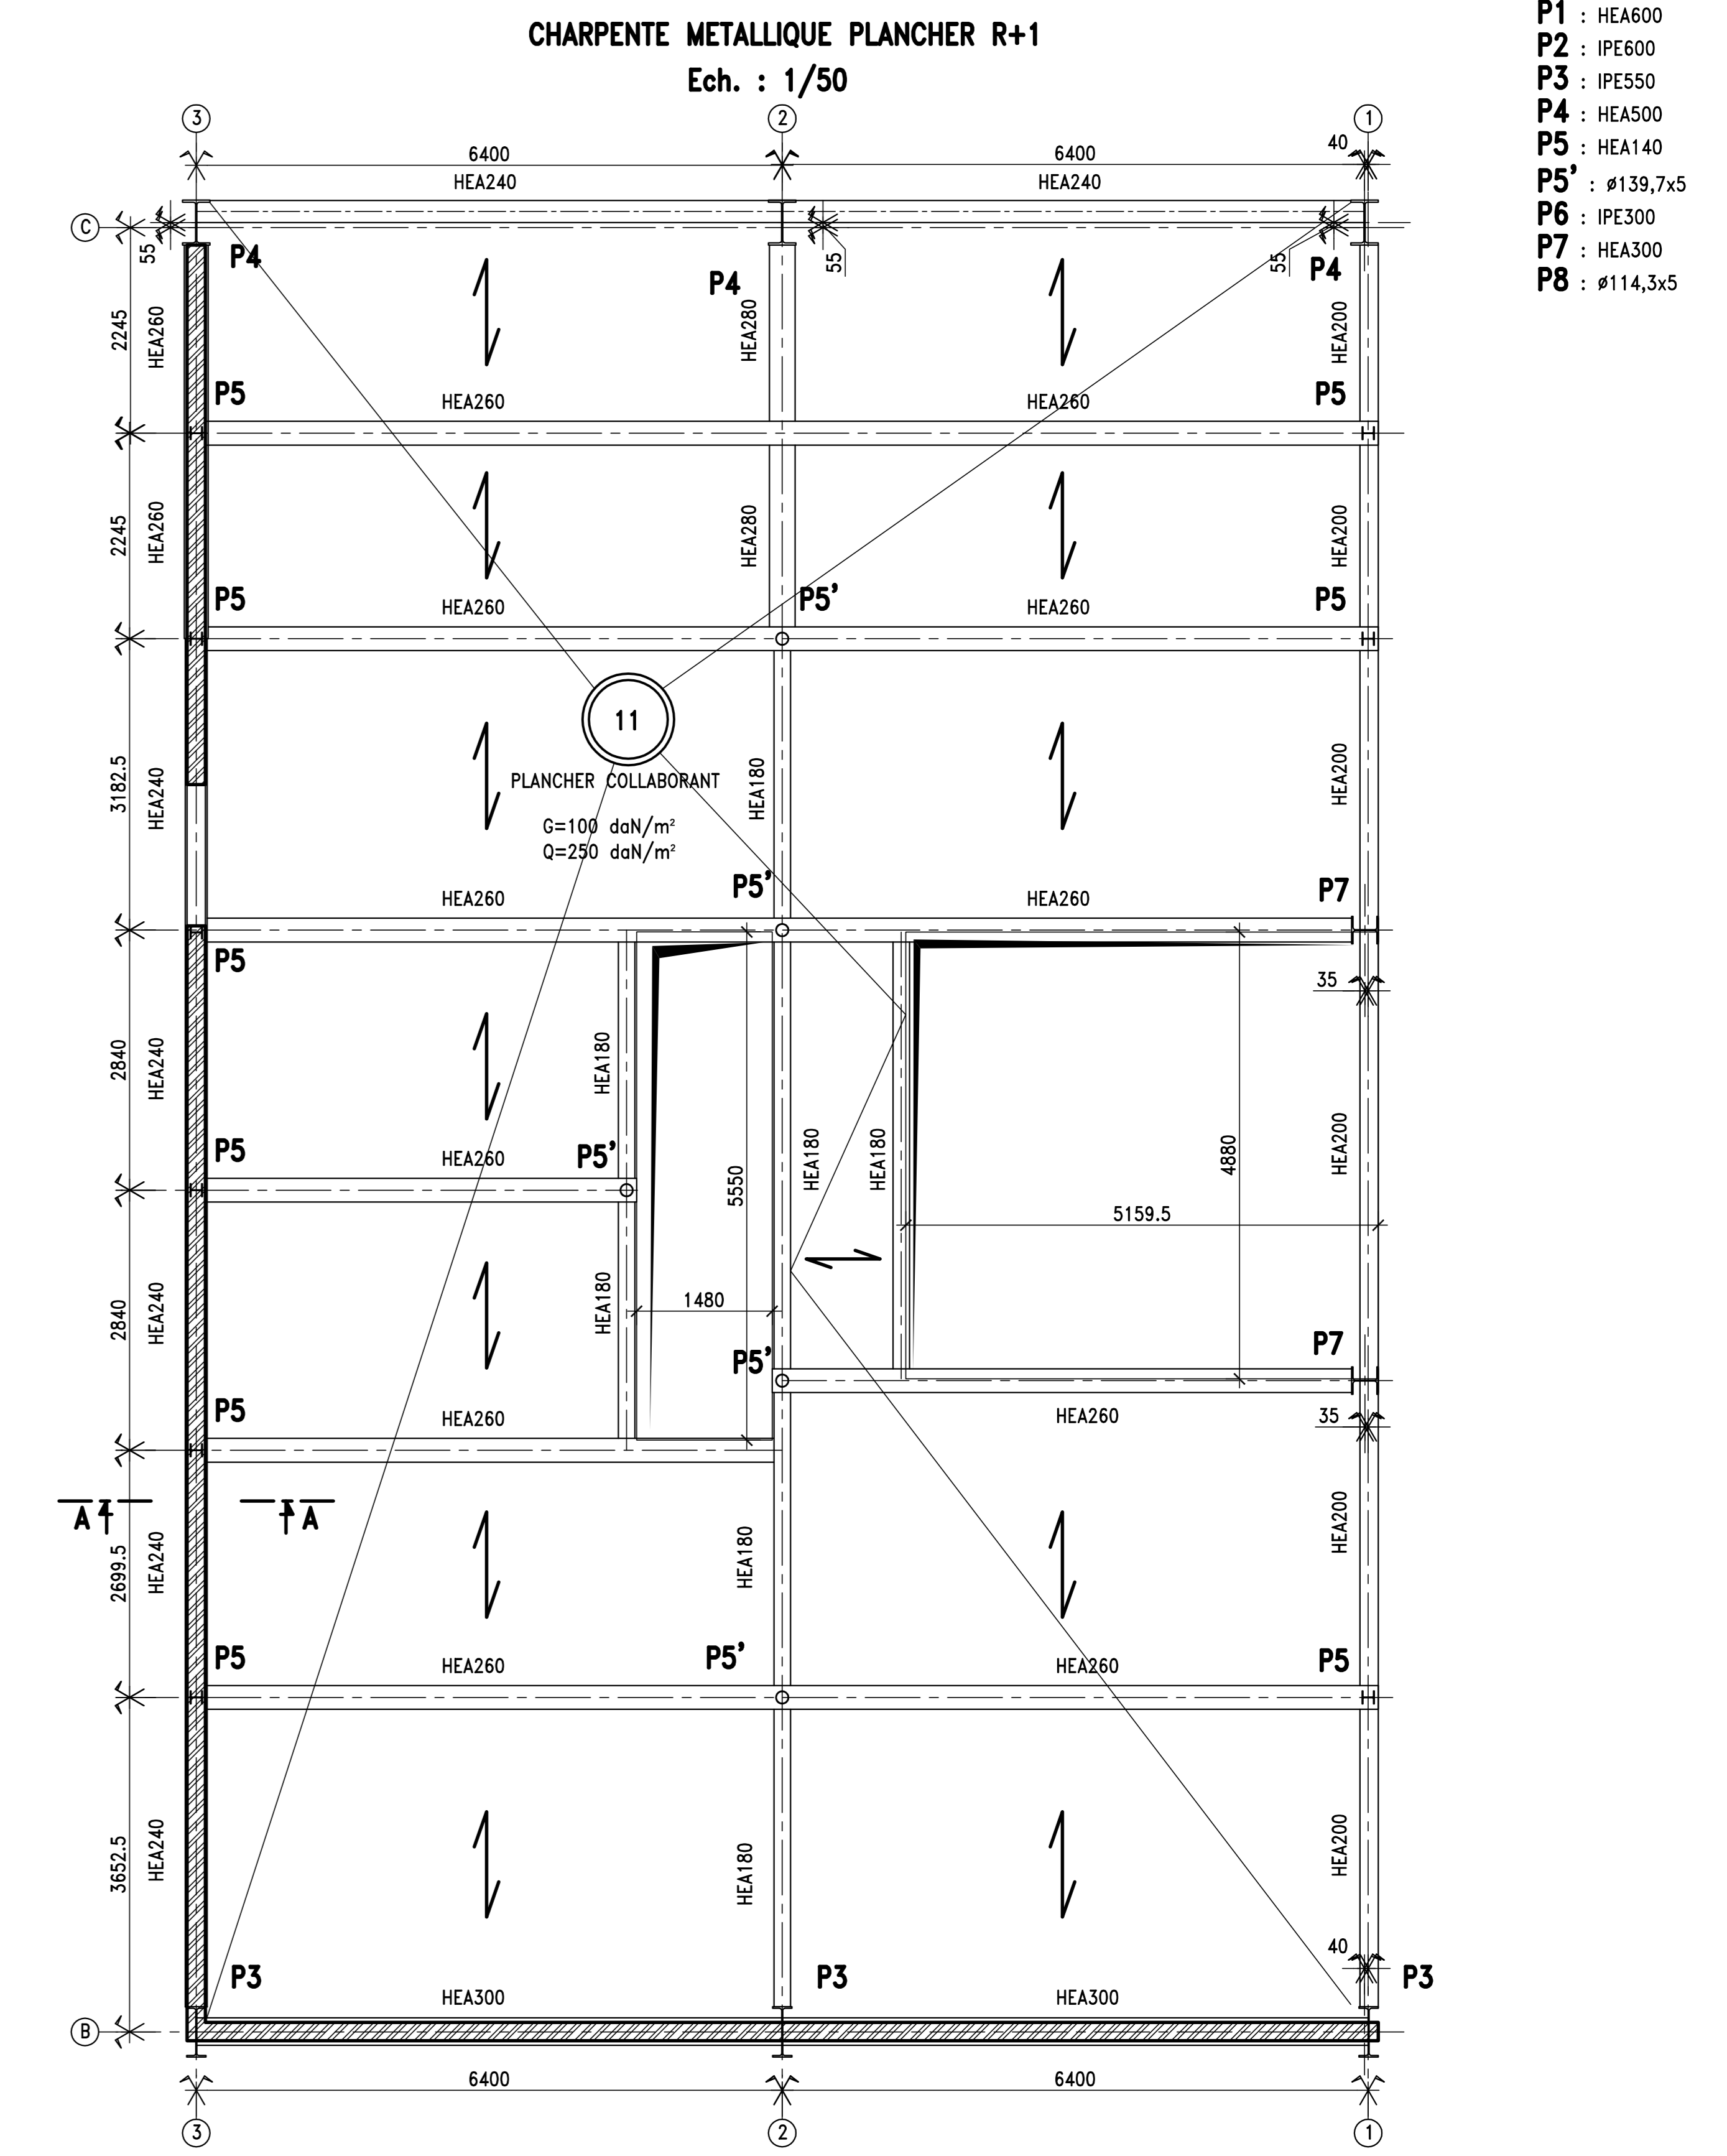 CHARPENTE METALLIQUE PLANCHER R+1
Ech. : 1/50
P1 : HEA600
P2 : IPE600
P3 : IPE550
P4 : HEA500
P5 : HEA140
P5' : ø139,7x5
P6 : IPE300
P7 : HEA300
P8 : ø114,3x5
3
2
1
6400
6400
40
HEA240
HEA240
C
55
55
55
P4
P4
P4
2245
HEA260
HEA280
HEA200
P5
HEA260
HEA260
P5
2245
HEA260
HEA280
HEA200
P5
HEA260
P5'
HEA260
P5
11
PLANCHER COLLABORANT
G=100 daN/m²
Q=250 daN/m²
3182.5
HEA240
HEA180
HEA200
HEA260
P5'
HEA260
P7
P5
35
2840
HEA240
HEA180
HEA180
HEA180
HEA200
P5
HEA260
P5'
5550
4880
5159.5
2840
HEA240
HEA180
1480
P5'
P7
P5
HEA260
HEA260
35
A
A
2699.5
HEA240
HEA180
HEA200
P5
HEA260
P5'
HEA260
P5
3652.5
HEA240
HEA180
HEA200
40
P3
P3
P3
HEA300
HEA300
B
6400
6400
3
2
1